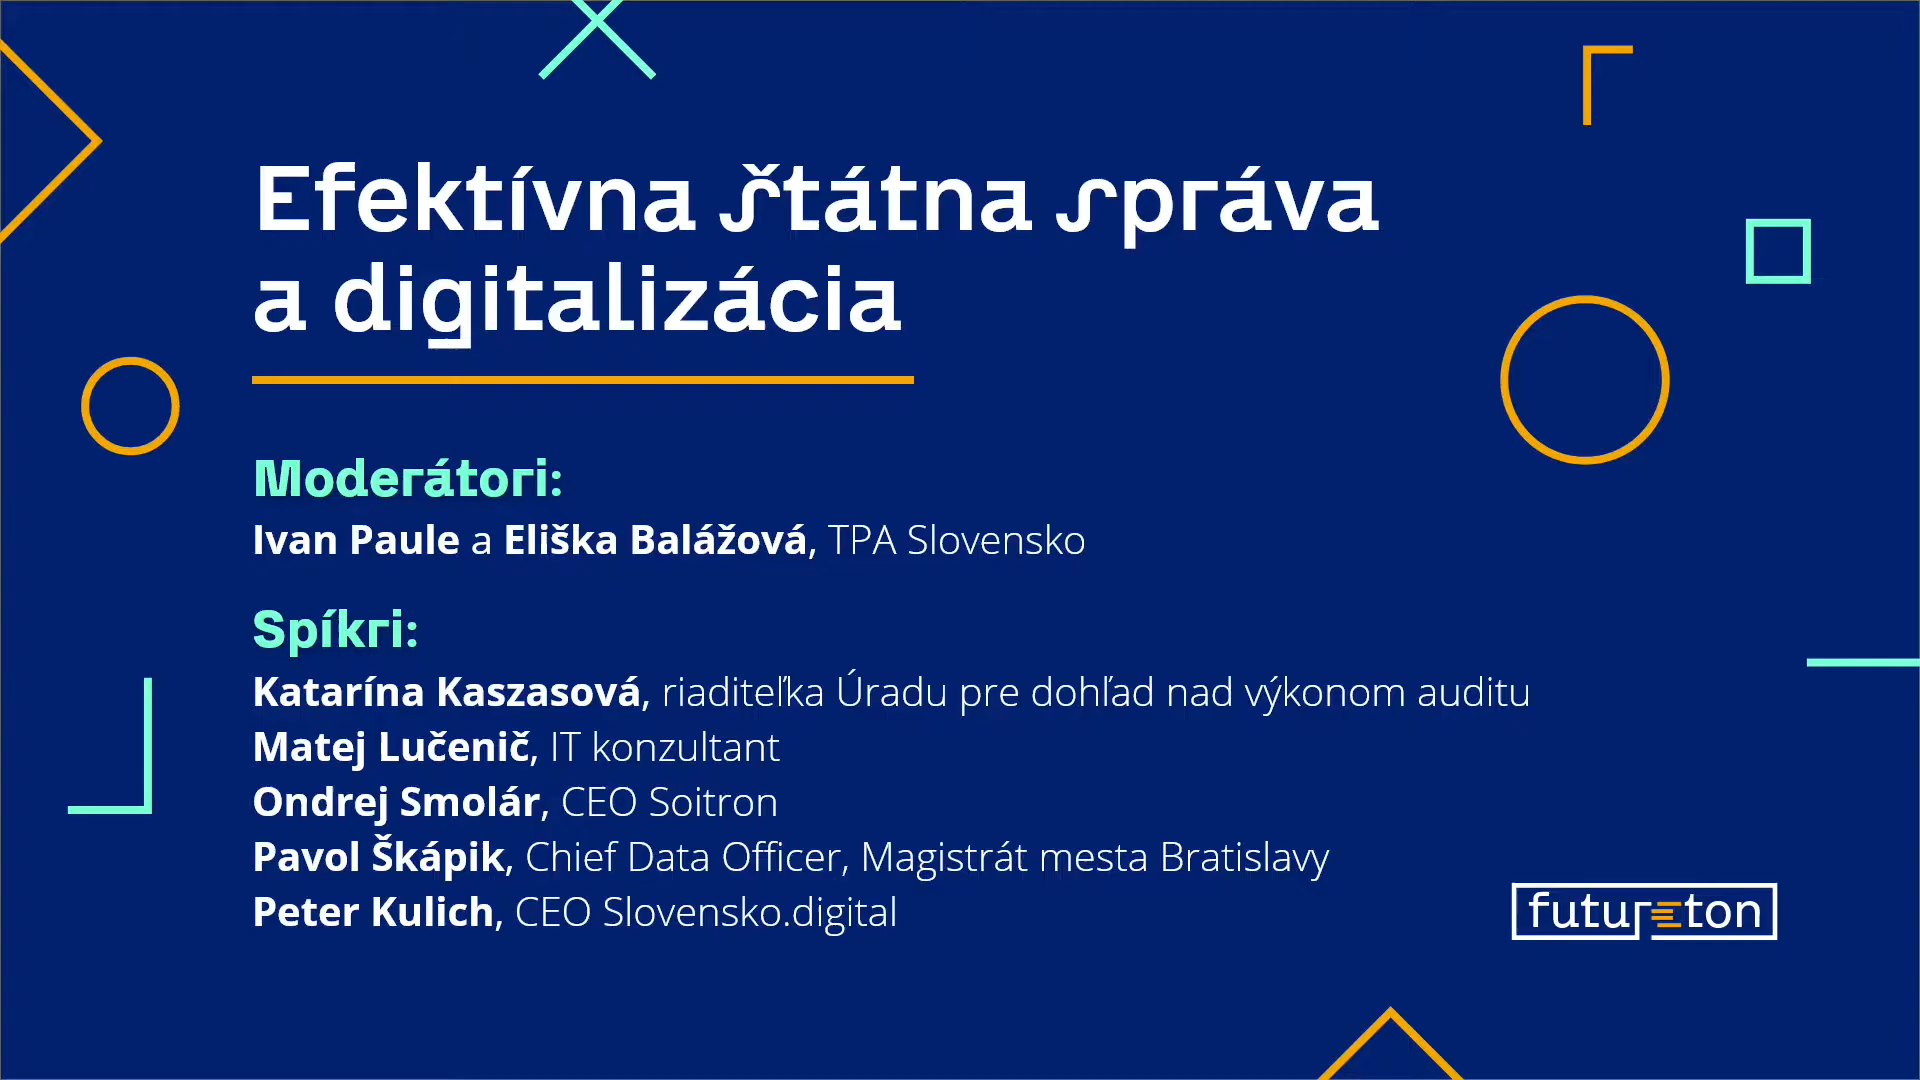 Efektívna štátna správa
a digitalizácia
Moderátori:
Ivan Paule a Eliška Balážová, TPA Slovensko
Spíkri:
Katarína Kaszasová, riaditeľka Úradu pre dohľad nad výkonom auditu
Matej Lučenič, IT konzultant
Ondrej Smolár, CEO Soitron
Pavol Škápik, Chief Data Officer, Magistrát mesta Bratislavy
Peter Kulich, CEO Slovensko.digital
futureton